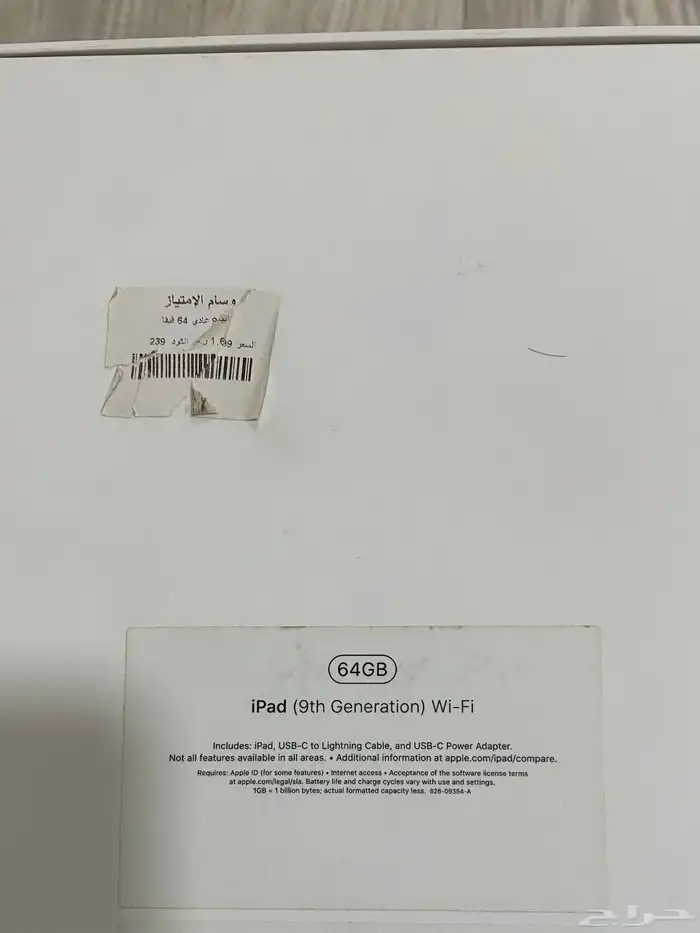 وسام الإمتياز
عادي 64 قيقا
السعر 1,699 ر.س الكود 239
64GB
iPad (9th Generation) Wi-Fi
Includes: iPad, USB-C to Lightning Cable, and USB-C Power Adapter.
Not all features available in all areas. • Additional information at apple.com/ipad/compare.
Requires: Apple ID (for some features) • Internet access • Acceptance of the software license terms
at apple.com/legal/sla. Battery life and charge cycles vary with use and settings.
1GB = 1 billion bytes; actual formatted capacity less. 826-09354-A
حراج